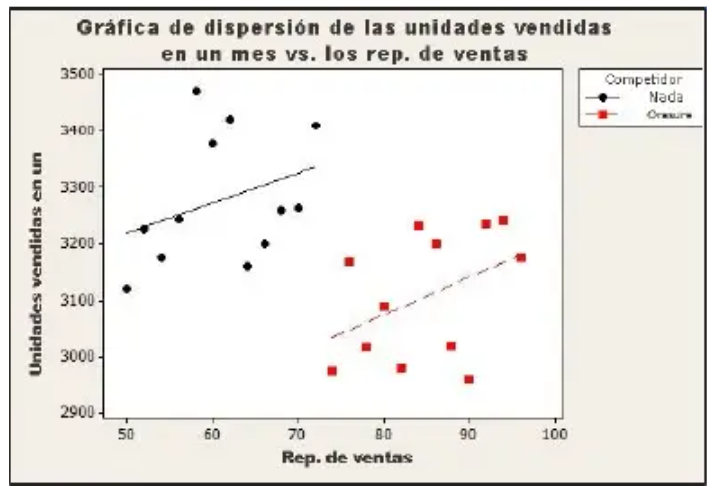 Gráfica de dispersión de las unidades vendidas
en un mes vs. los rep. de ventas
Competidor
Nada
Orasure
Unidades vendidas en un
3500
3400
3300
3200
3100
3000
2900
50 60 70 80 90 100
Rep. de ventas